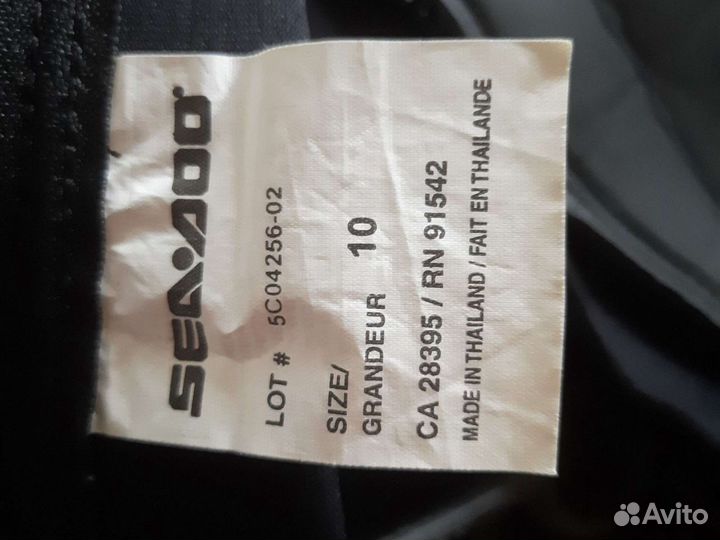 SEA-DOO®
LOT # 5C04256-02
SIZE/
GRANDEUR 10
CA 28395 / RN 91542
MADE IN THAILAND / FAIT EN THAILANDE
Avito